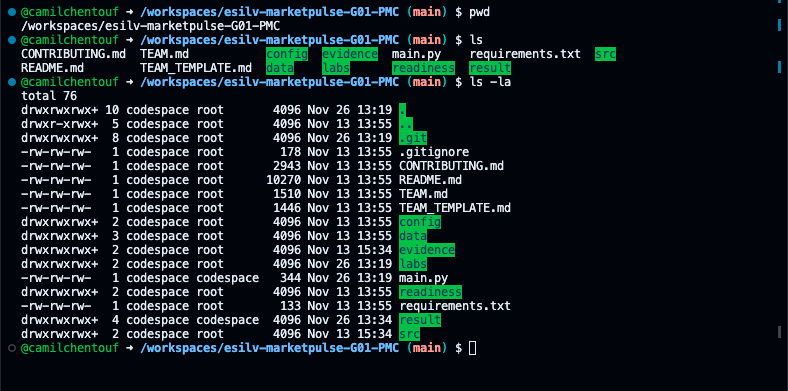 @camilchentouf → /workspaces/esilv-marketpulse-G01-PMC (main) $ pwd
/workspaces/esilv-marketpulse-G01-PMC
@camilchentouf → /workspaces/esilv-marketpulse-G01-PMC (main) $ ls
CONTRIBUTING.md  TEAM.md           config  evidence  main.py    requirements.txt  src
README.md        TEAM_TEMPLATE.md  data    labs      readiness  result
@camilchentouf → /workspaces/esilv-marketpulse-G01-PMC (main) $ ls -la
total 76
drwxrwxrwx+ 10 codespace root       4096 Nov 26 13:19 .
drwxr-xrwx+  5 codespace root       4096 Nov 13 13:55 ..
drwxrwxrwx+  8 codespace root       4096 Nov 26 13:19 .git
-rw-rw-rw-   1 codespace root        178 Nov 13 13:55 .gitignore
-rw-rw-rw-   1 codespace root       2943 Nov 13 13:55 CONTRIBUTING.md
-rw-rw-rw-   1 codespace root      10270 Nov 13 13:55 README.md
-rw-rw-rw-   1 codespace root       1510 Nov 13 13:55 TEAM.md
-rw-rw-rw-   1 codespace root       1446 Nov 13 13:55 TEAM_TEMPLATE.md
drwxrwxrwx+  2 codespace root       4096 Nov 13 13:55 config
drwxrwxrwx+  3 codespace root       4096 Nov 13 13:55 data
drwxrwxrwx+  2 codespace root       4096 Nov 13 15:34 evidence
drwxrwxrwx+  2 codespace root       4096 Nov 26 13:19 labs
-rw-rw-rw-   1 codespace codespace   344 Nov 26 13:19 main.py
drwxrwxrwx+  2 codespace root       4096 Nov 13 13:55 readiness
-rw-rw-rw-   1 codespace root        133 Nov 13 13:55 requirements.txt
drwxrwxrwx+  4 codespace codespace  4096 Nov 26 13:34 result
drwxrwxrwx+  2 codespace root       4096 Nov 13 15:34 src
@camilchentouf → /workspaces/esilv-marketpulse-G01-PMC (main) $